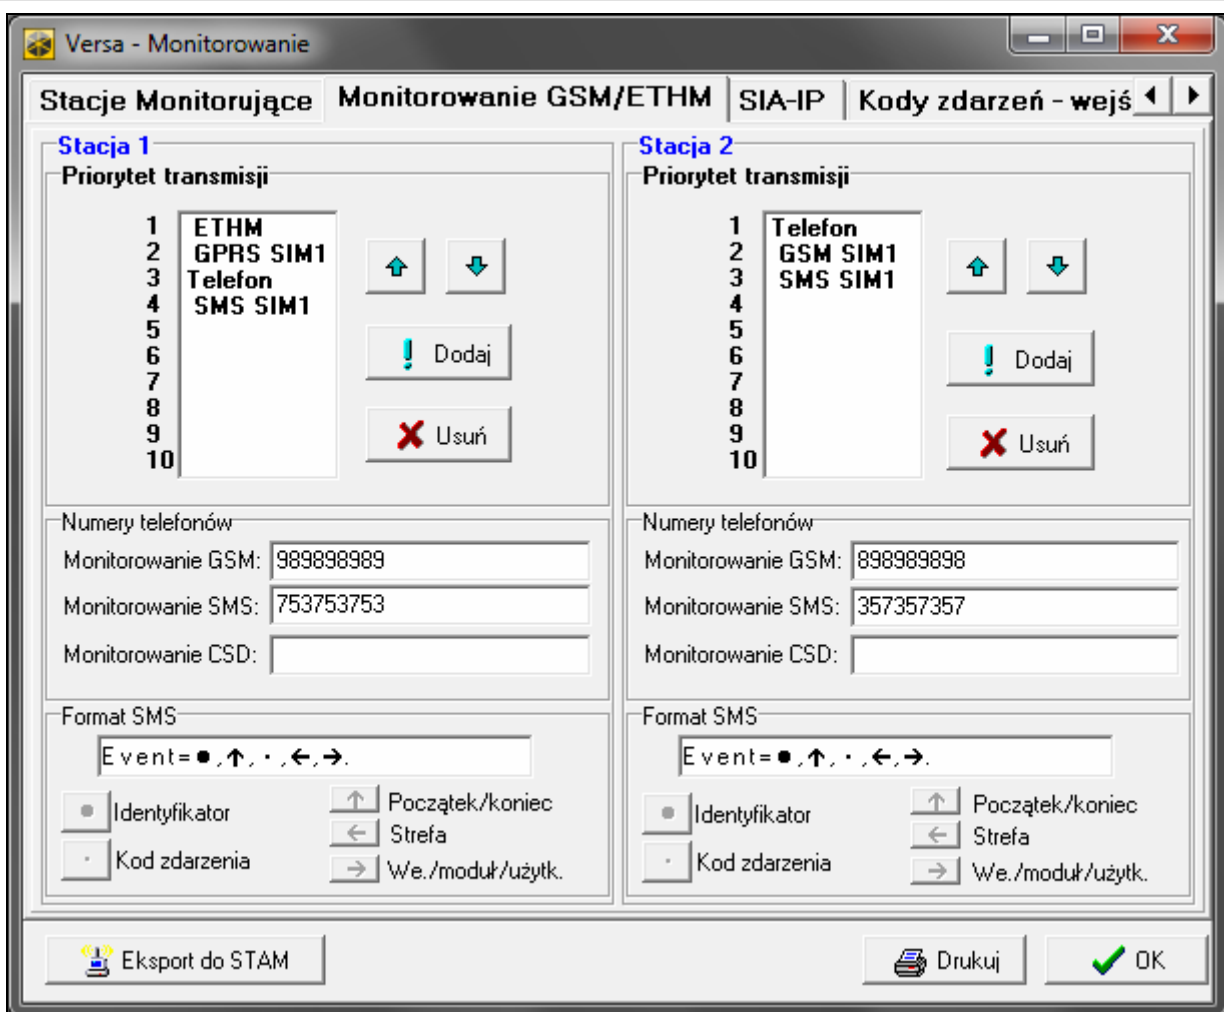 Versa - Monitorowanie
Stacje Monitorujące
Monitorowanie GSM/ETHM
SIA-IP
Kody zdarzeń - wejś
Stacja 1
Priorytet transmisji
1 ETHM
2 GPRS SIM1
3 Telefon
4 SMS SIM1
5
6
7
8
9
10
Dodaj
Usuń
Numery telefonów
Monitorowanie GSM: 989898989
Monitorowanie SMS: 753753753
Monitorowanie CSD:
Format SMS
Event=●,↑,·,←,→.
● Identyfikator
↑ Początek/koniec
← Strefa
· Kod zdarzenia
→ We./moduł/użytk.
Stacja 2
Priorytet transmisji
1 Telefon
2 GSM SIM1
3 SMS SIM1
4
5
6
7
8
9
10
Dodaj
Usuń
Numery telefonów
Monitorowanie GSM: 898989898
Monitorowanie SMS: 357357357
Monitorowanie CSD:
Format SMS
Event=●,↑,·,←,→.
● Identyfikator
↑ Początek/koniec
← Strefa
· Kod zdarzenia
→ We./moduł/użytk.
Eksport do STAM
Drukuj
OK